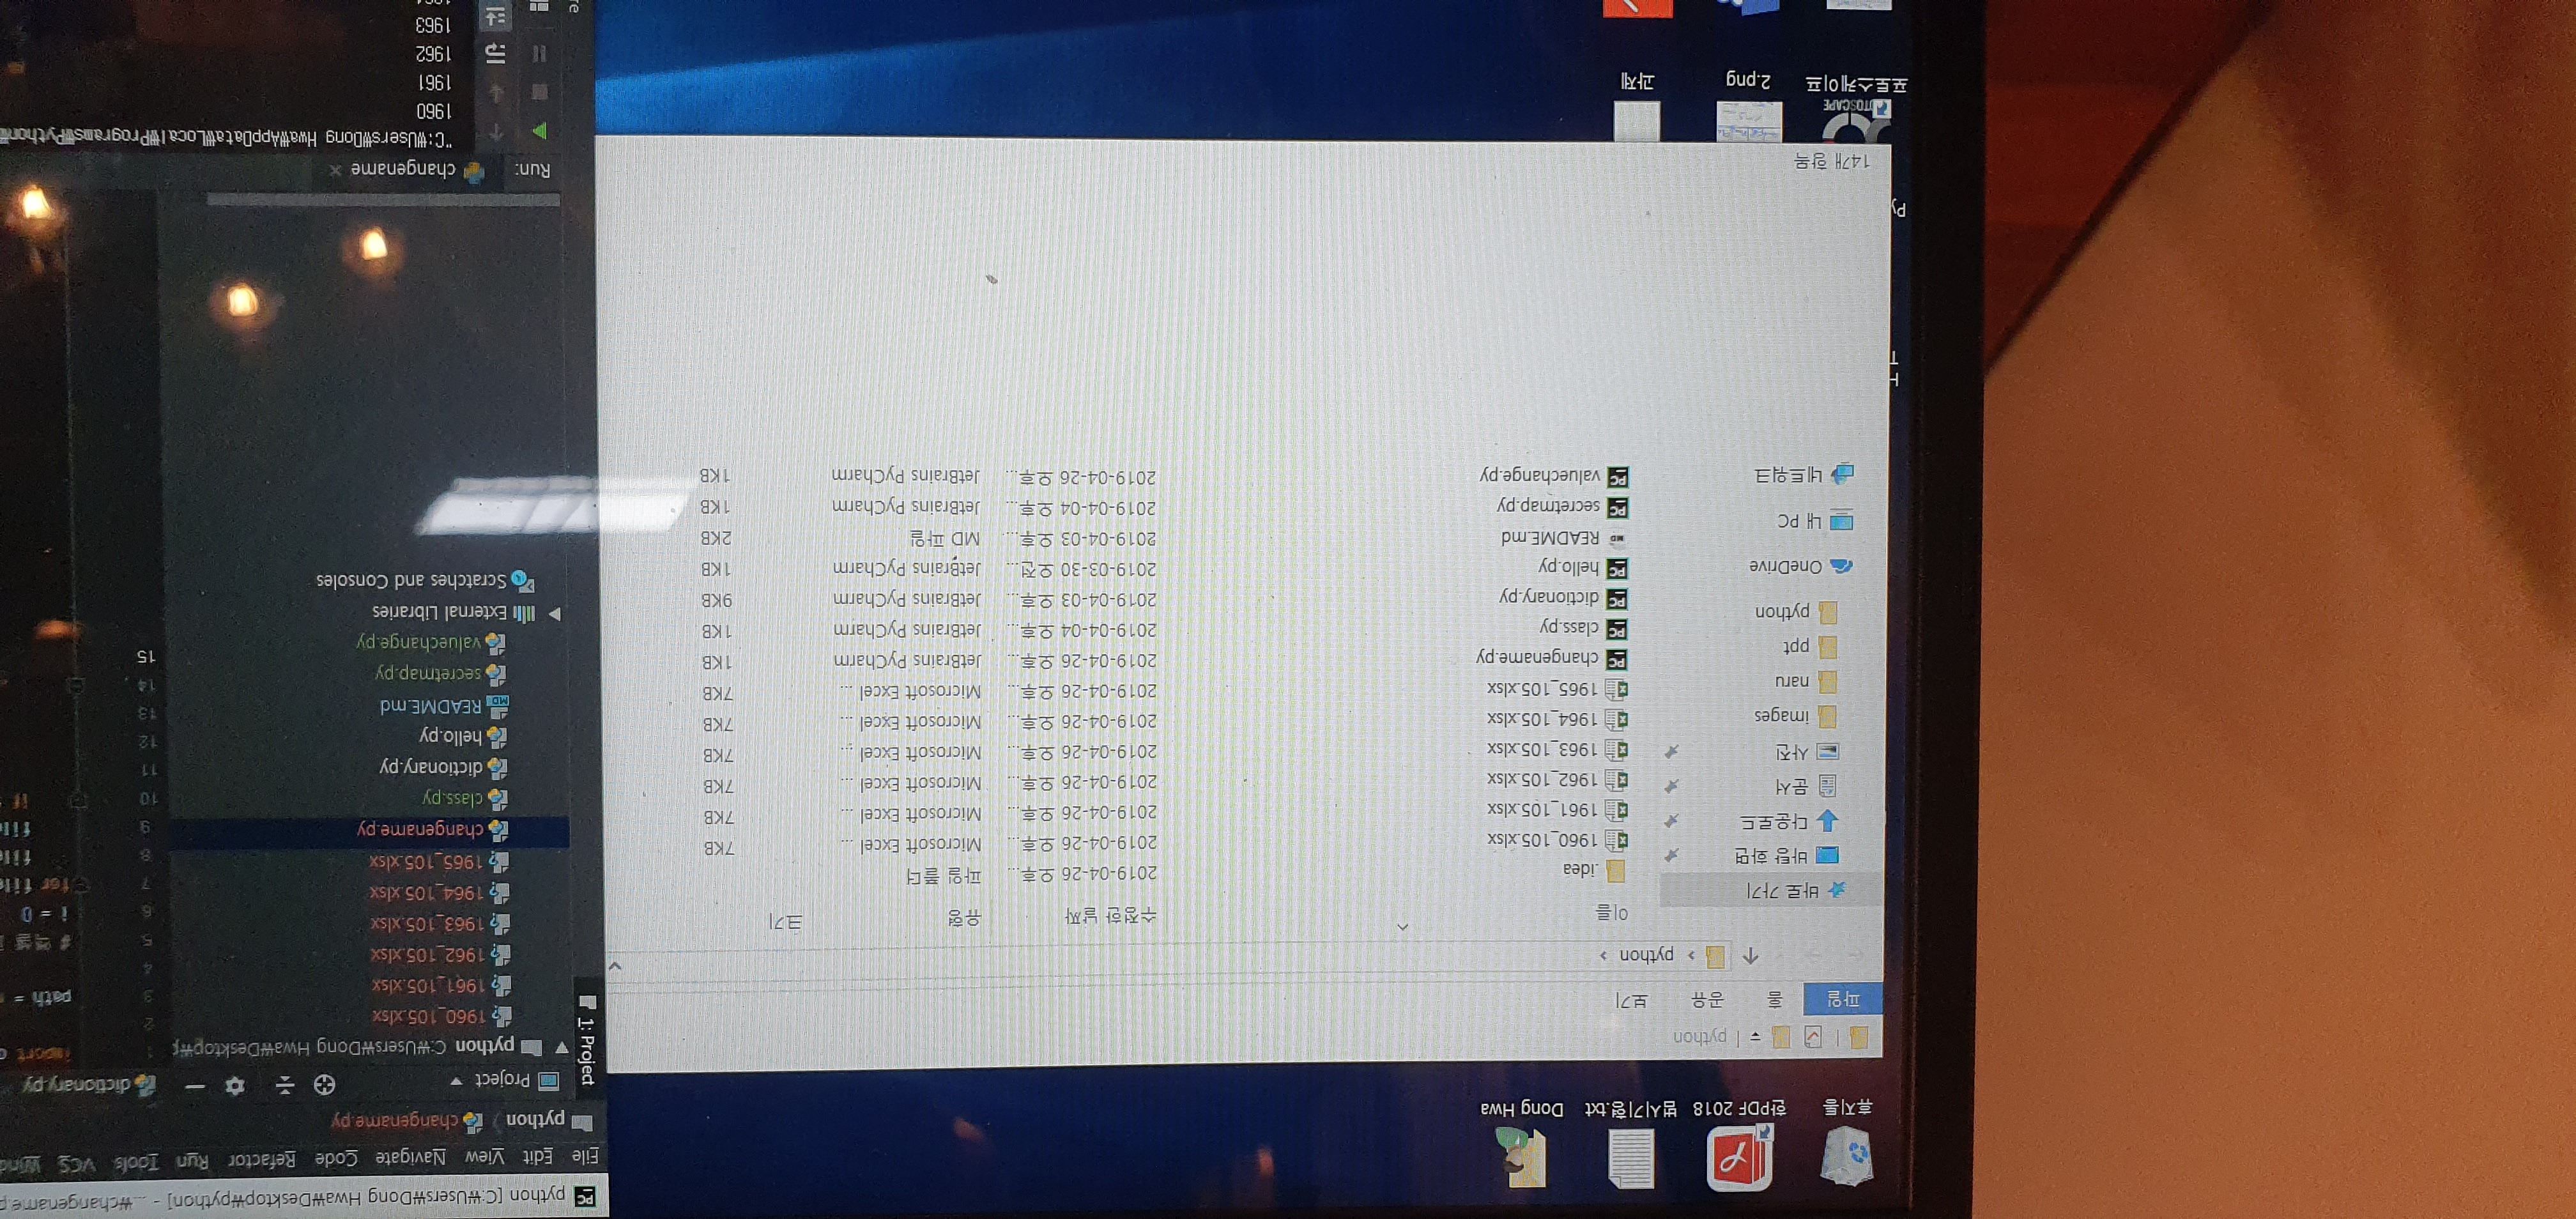 휴지통
한PDF 2018
범시기형.txt
Dong Hwa
python
파일 홈 공유 보기
python
이름 수정한 날짜 유형 크기
바로 가기
바탕 화면
다운로드
문서
사진
images
naru
ppt
python
OneDrive
내 PC
네트워크
.idea 2019-04-26 오후... 파일 폴더
1960_105.xlsx 2019-04-26 오후... Microsoft Excel ... 7KB
1961_105.xlsx 2019-04-26 오후... Microsoft Excel ... 7KB
1962_105.xlsx 2019-04-26 오후... Microsoft Excel ... 7KB
1963_105.xlsx 2019-04-26 오후... Microsoft Excel ... 7KB
1964_105.xlsx 2019-04-26 오후... Microsoft Excel ... 7KB
1965_105.xlsx 2019-04-26 오후... Microsoft Excel ... 7KB
changename.py 2019-04-26 오후... JetBrains PyCharm 1KB
class.py 2019-04-04 오후... JetBrains PyCharm 1KB
dictionary.py 2019-04-03 오후... JetBrains PyCharm 9KB
hello.py 2019-03-30 오전... JetBrains PyCharm 1KB
README.md 2019-04-03 오후... MD 파일 2KB
secretmap.py 2019-04-04 오후... JetBrains PyCharm 1KB
valuechange.py 2019-04-26 오후... JetBrains PyCharm 1KB
14개 항목
포토스케이프
2.png
과제
python [C:₩Users₩Dong Hwa₩Desktop₩python] - ...₩changename.p
File Edit View Navigate Code Refactor Run Tools VCS
python changename.py
1: Project
Project
dictionary.py
python C:₩Users₩Dong Hwa₩Desktop₩p
1960_105.xlsx
1961_105.xlsx
1962_105.xlsx
1963_105.xlsx
1964_105.xlsx
1965_105.xlsx
changename.py
class.py
dictionary.py
hello.py
README.md
secretmap.py
valuechange.py
External Libraries
Scratches and Consoles
1 import
2
3 path =
4
5 # 엑셀
6 i = 0
7 for file
8 fil
9 fil
10 if
11
12
13
14
15
Run: changename
"C:₩Users₩Dong Hwa₩AppData₩Local₩Programs₩Python₩
1960
1961
1962
1963